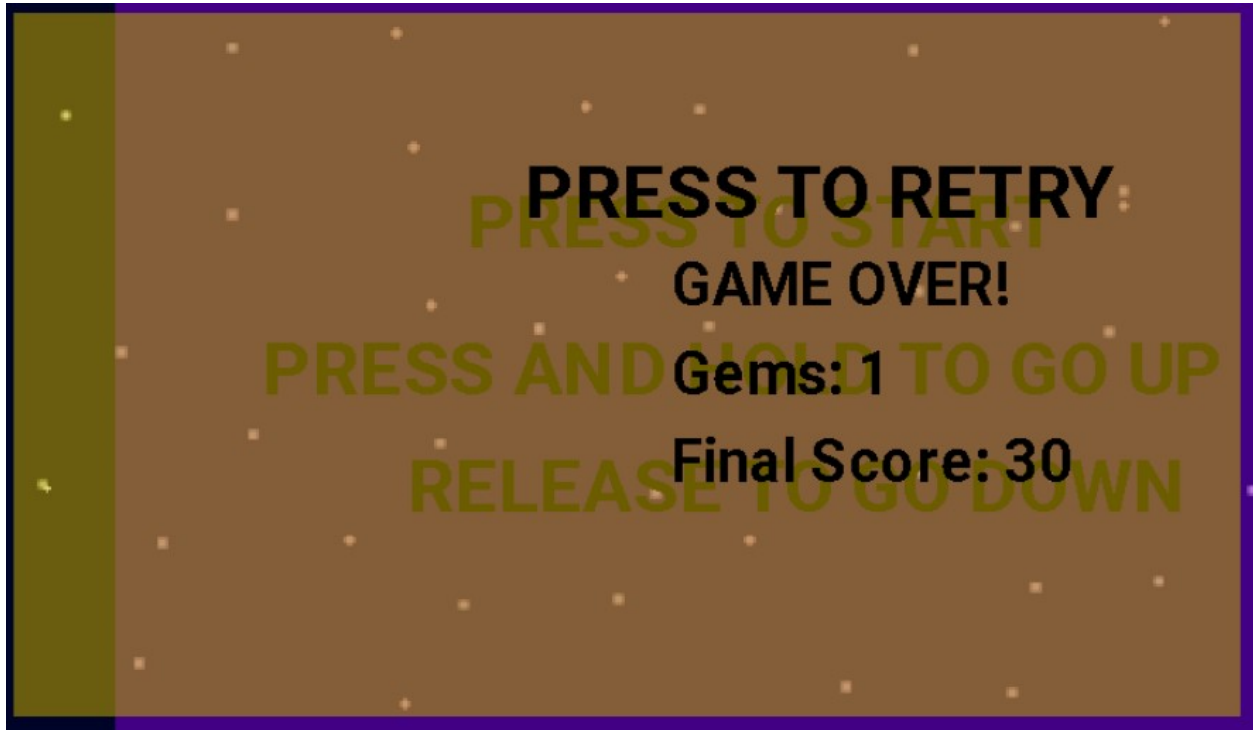 PRESS TO RETRY
PRESS TO START
GAME OVER!
PRESS AND HOLD TO GO UP
Gems: 1
Final Score: 30
RELEASE TO GO DOWN